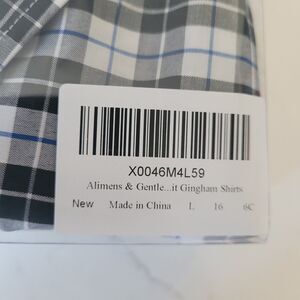 X0046M4L59
Alimens & Gentle...it Gingham Shirts
New Made in China L 16 6C